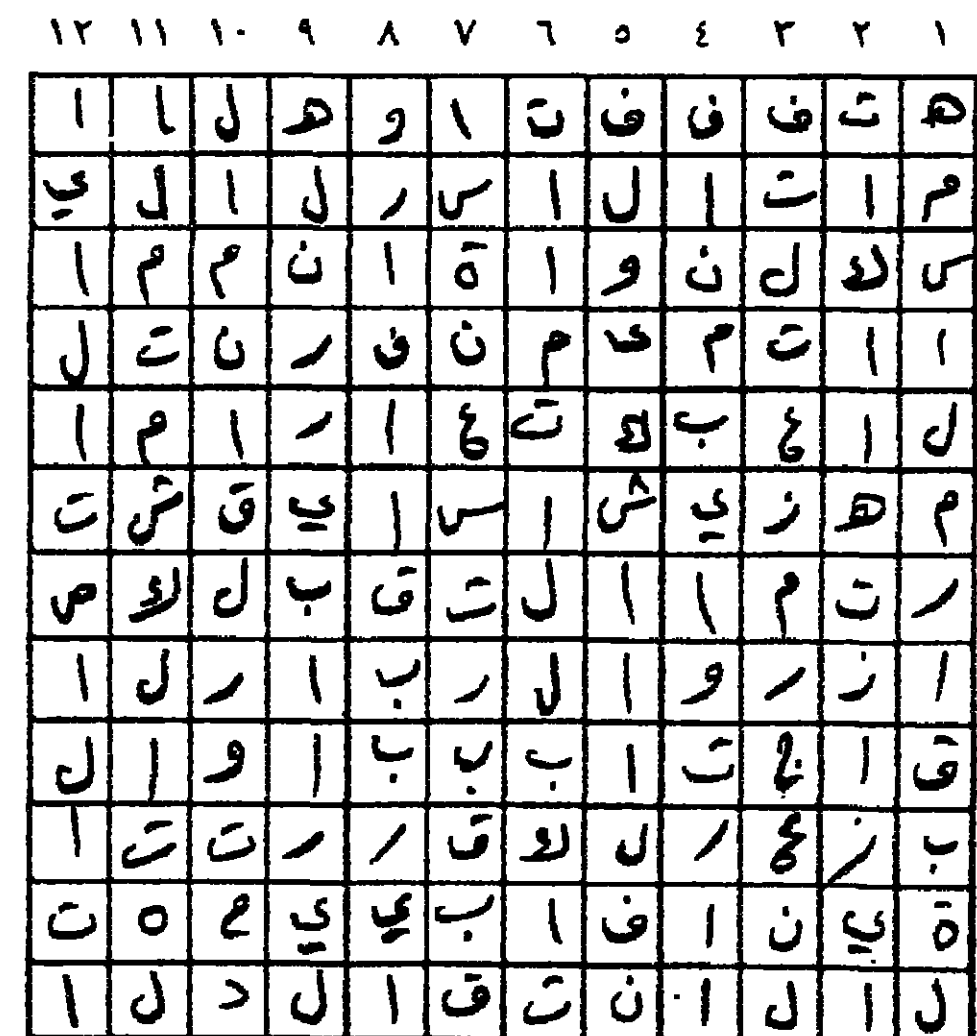 ١ ٢ ٣ ٤ ٥ ٦ ٧ ٨ ٩ ١٠ ١١ ١٢
ه ت ف ف ف ت ا و ه ل ا ا
م ا ت ا ل ا س ر ل ا ل ي
س ك ل ن و ا ة ا ن م م ا
ا ا ت م ي م ن ف ر ن ت ل
ل ا ع ب ك ت ع ا ر ا م ا
م ه ز ي ش ا س ا ي ق ش ت
ر ت م ا ا ل ت ق ب ل ك ص
ا ز ر و ا ل ر ب ا ر ل ا
ق ا ج ت ا ب ب ب ا و ا ل
ب ز ع ر ل ك ق ر ر ت ت ا
ة ي ن ا ف ا ب ي ي ح ه ت
ل ا ل ا ن ت ق ا ل د ل ا